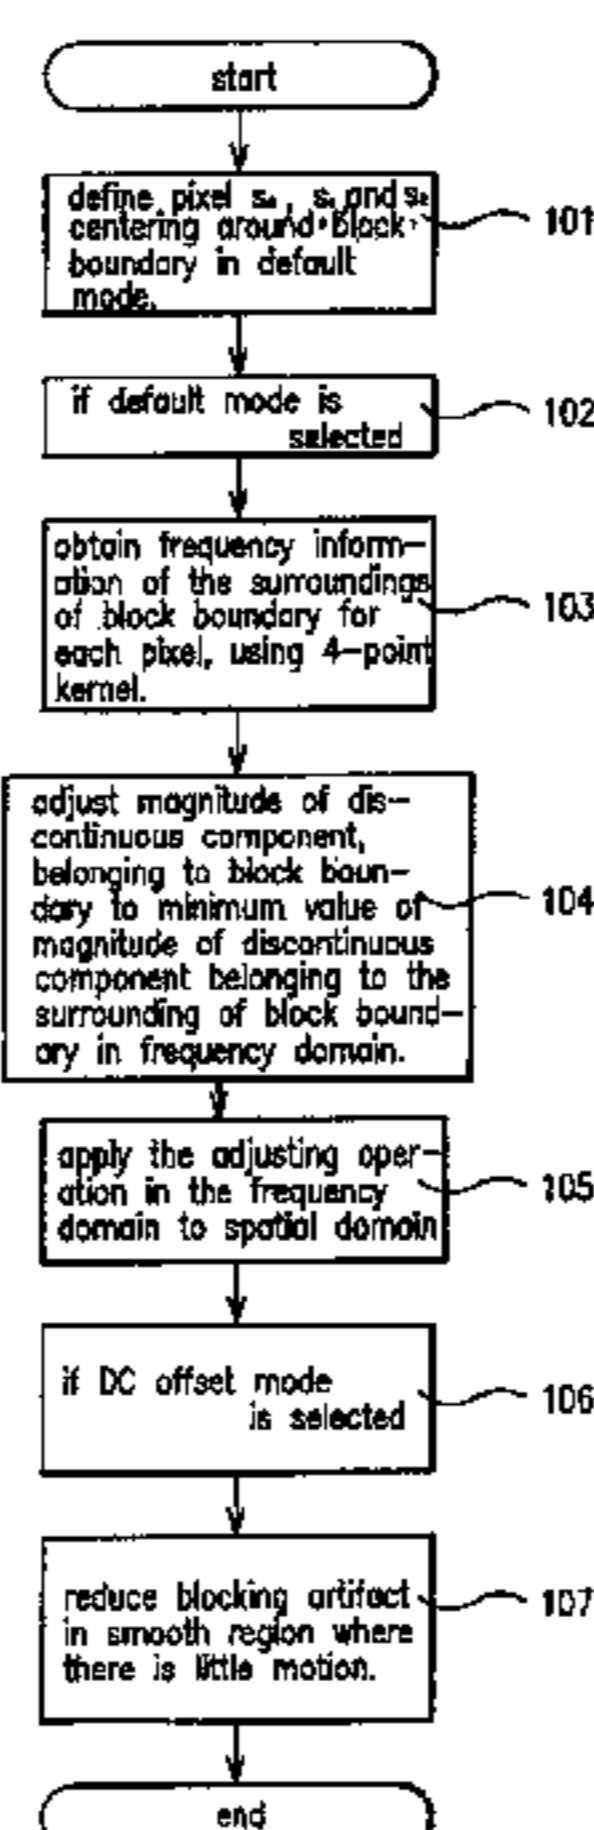 start
define pixel s₀, s₁ and s₂
centering around block
boundary in default
mode.
101
if default mode is
selected
102
obtain frequency inform-
ation of the surroundings
of block boundary for
each pixel, using 4-point
kernel.
103
adjust magnitude of dis-
continuous component,
belonging to block boun-
dary to minimum value of
magnitude of discontinuous
component belonging to the
surrounding of block bound-
ary in frequency domain.
104
apply the adjusting oper-
ation in the frequency
domain to spatial domain
105
if DC offset mode
is selected
106
reduce blocking artifact
in smooth region where
there is little motion.
107
end